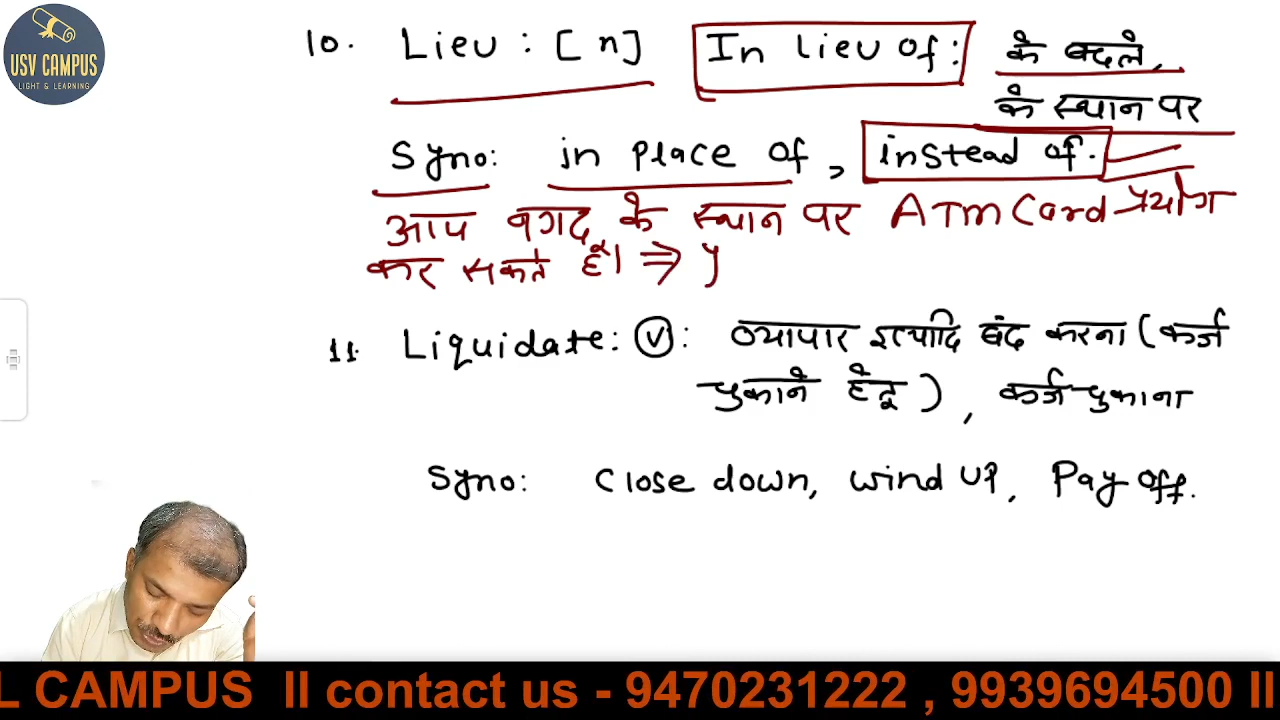 USV CAMPUS
LIGHT & LEARNING
10. Lieu : [n] In lieu of : के बदले,
के स्थान पर
Syno: in place of, instead of.
आप नगद के स्थान पर ATM Card प्रयोग
कर सकते हैं। ⇒ y
11. Liquidate: (v) : व्यापार इत्यादि बंद करना (कर्ज
चुकाने हेतू), कर्ज चुकाना
Syno: Close down, wind up, Pay off.
L CAMPUS II contact us - 9470231222 , 9939694500 II